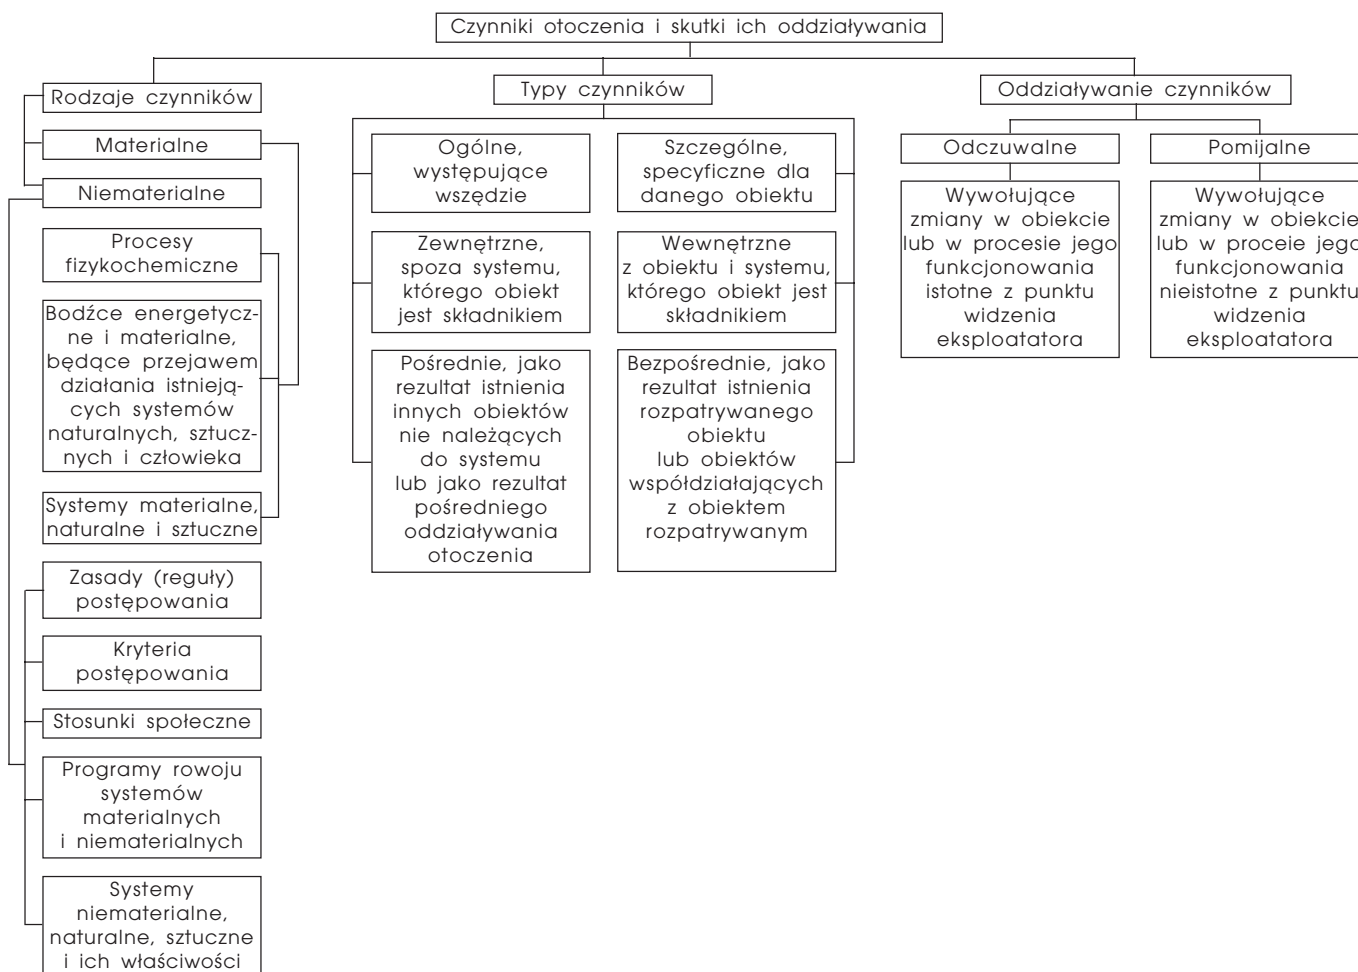 Czynniki otoczenia i skutki ich oddziaływania
Rodzaje czynników
Materialne
Niematerialne
Procesy
fizykochemiczne
Bodźce energetycz-
ne i materialne,
będące przejawem
działania istnieją-
cych systemów
naturalnych, sztucz-
nych i człowieka
Systemy materialne,
naturalne i sztuczne
Zasady (reguły)
postępowania
Kryteria
postępowania
Stosunki społeczne
Programy rowoju
systemów
materialnych
i niematerialnych
Systemy
niematerialne,
naturalne, sztuczne
i ich właściwości
Typy czynników
Ogólne,
występujące
wszędzie
Szczególne,
specyficzne dla
danego obiektu
Zewnętrzne,
spoza systemu,
którego obiekt
jest składnikiem
Wewnętrzne
z obiektu i systemu,
którego obiekt jest
składnikiem
Pośrednie, jako
rezultat istnienia
innych obiektów
nie należących
do systemu
lub jako rezultat
pośredniego
oddziaływania
otoczenia
Bezpośrednie, jako
rezultat istnienia
rozpatrywanego
obiektu
lub obiektów
współdziałających
z obiektem
rozpatrywanym
Oddziaływanie czynników
Odczuwalne
Wywołujące
zmiany w obiekcie
lub w procesie jego
funkcjonowania
istotne z punktu
widzenia
eksploatatora
Pomijalne
Wywołujące
zmiany w obiekcie
lub w proceie jego
funkcjonowania
nieistotne z punktu
widzenia
eksploatatora